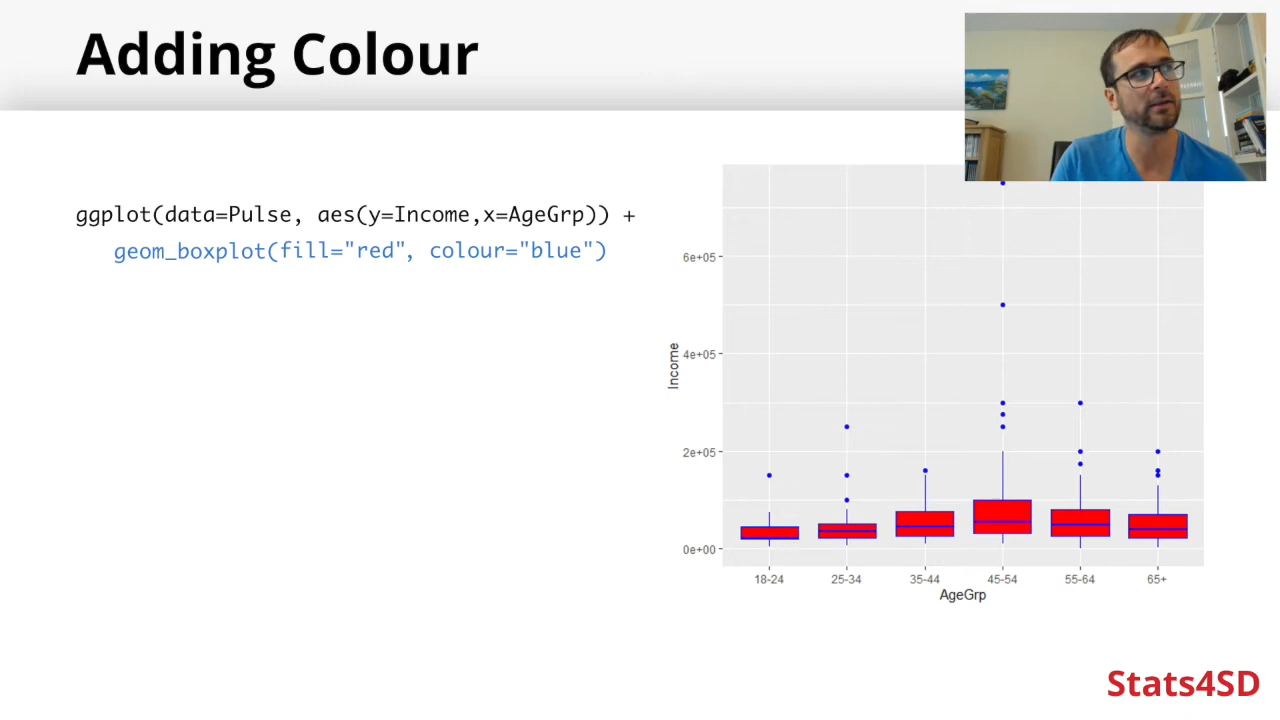 Adding Colour
ggplot(data=Pulse, aes(y=Income,x=AgeGrp)) +
geom_boxplot(fill="red", colour="blue")
6e+05
4e+05
2e+05
0e+00
Income
18-24 25-34 35-44 45-54 55-64 65+
AgeGrp
Stats4SD